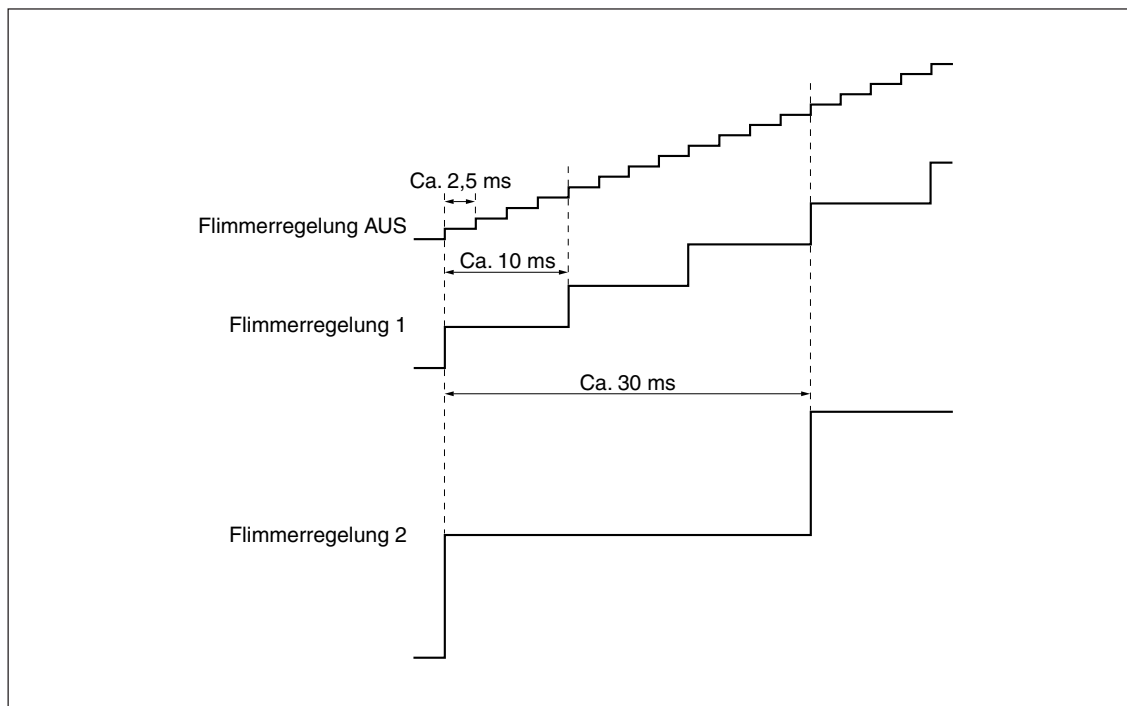 Ca. 2,5 ms
Flimmerregelung AUS
Ca. 10 ms
Flimmerregelung 1
Ca. 30 ms
Flimmerregelung 2